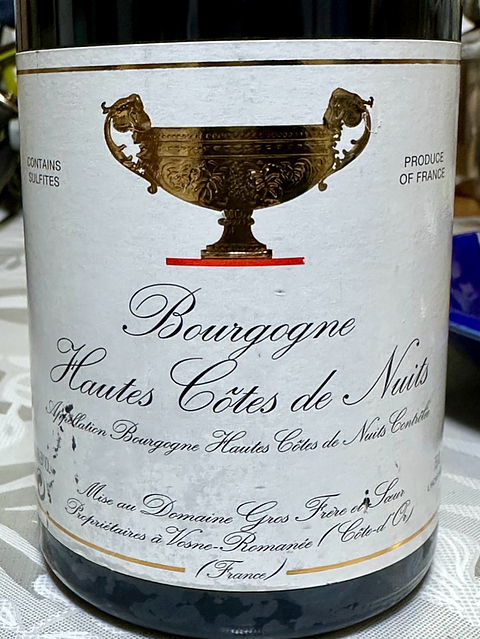 CONTAINS
SULFITES
PRODUCE
OF FRANCE
Bourgogne
Hautes Côtes de Nuits
Appellation Bourgogne Hautes Côtes de Nuits Contrôlée
Mise au Domaine Gros Frère et Sœur
Propriétaires à Vosne-Romanée (Côte-d'Or)
(France)